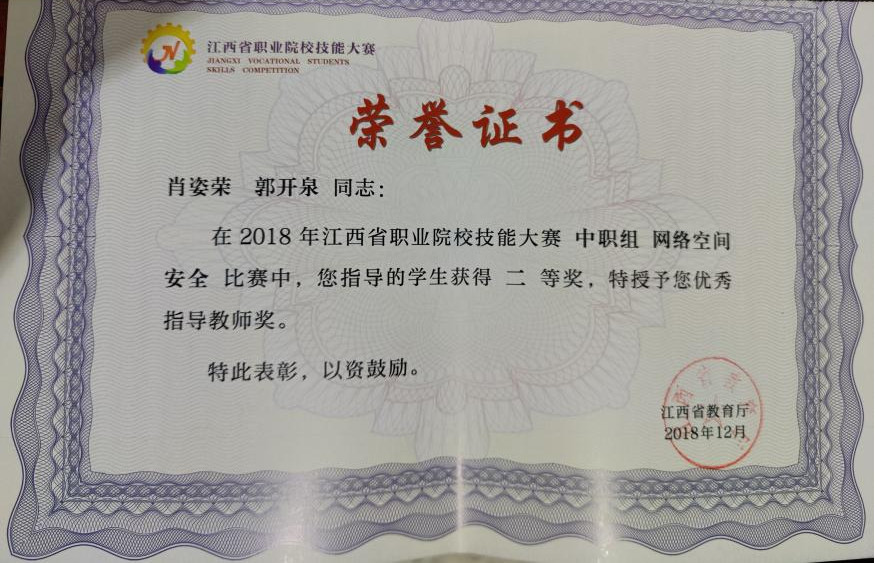 江西省职业院校技能大赛
JIANGXI VOCATIONAL STUDENTS
SKILLS COMPETITION
荣誉证书
肖姿荣 郭开泉 同志：
在 2018 年江西省职业院校技能大赛 中职组 网络空间
安全 比赛中，您指导的学生获得 二 等奖，特授予您优秀
指导教师奖。
特此表彰，以资鼓励。
江西省教育厅
2018年12月